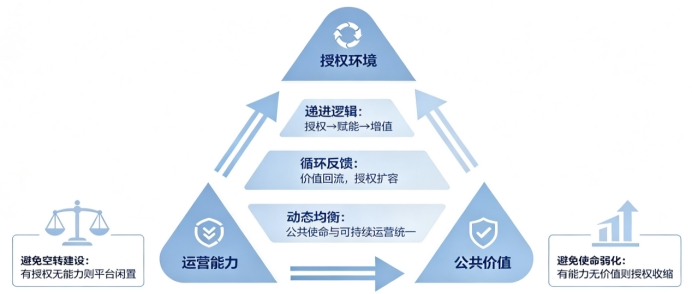 授权环境
递进逻辑：
授权→赋能→增值
循环反馈：
价值回流，授权扩容
动态均衡：
公共使命与可持续运营统一
运营能力
公共价值
避免空转建设：
有授权无能力则平台闲置
避免使命弱化：
有能力无价值则授权收缩